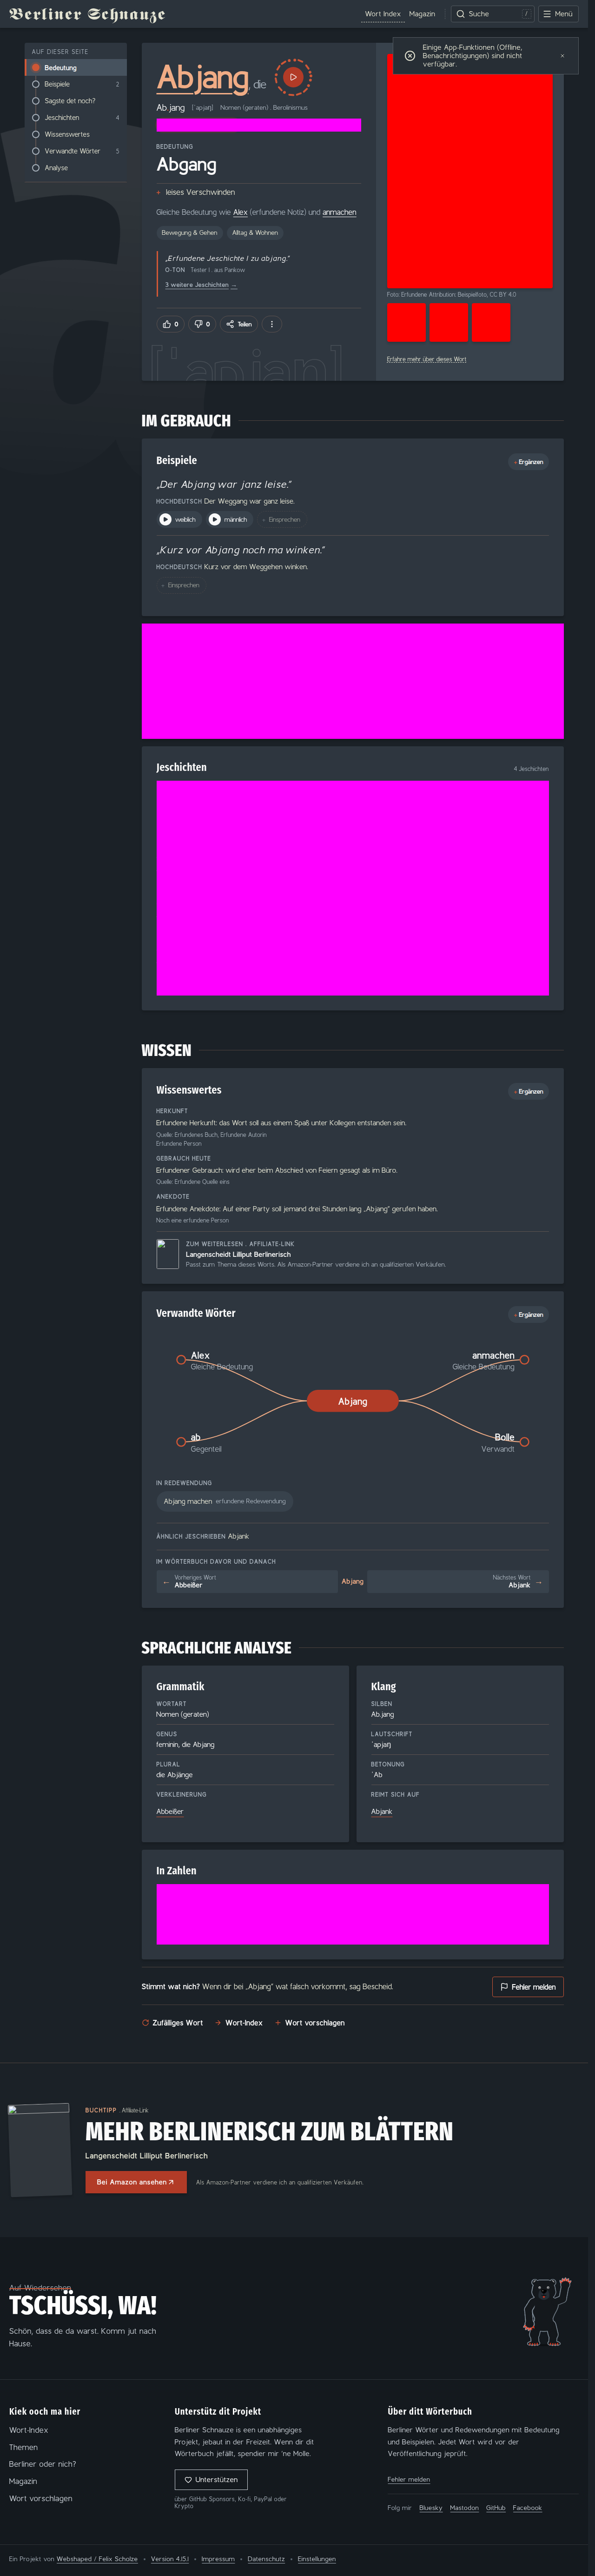 Berliner Schnauze
Wort Index
Magazin
Suche
/
Menü
Einige App-Funktionen (Offline, Benachrichtigungen) sind nicht verfügbar.
×
AUF DIESER SEITE
Bedeutung
Beispiele 2
Sagste det noch?
Jeschichten 4
Wissenswertes
Verwandte Wörter 5
Analyse
Abjang, die
Ab jang [ˈapjaŋ] Nomen (geraten) · Berolinismus
BEDEUTUNG
Abgang
+ leises Verschwinden
Gleiche Bedeutung wie Alex (erfundene Notiz) und anmachen
Bewegung & Gehen
Alltag & Wohnen
„Erfundene Jeschichte 1 zu abjang.“
O-TON Tester 1 · aus Pankow
3 weitere Jeschichten →
0
0
Teilen
[ˈapjaŋ]
Foto: Erfundene Attribution: Beispielfoto, CC BY 4.0
Erfahre mehr über dieses Wort
IM GEBRAUCH
Beispiele
+ Ergänzen
„Der Abjang war janz leise.“
HOCHDEUTSCH Der Weggang war ganz leise.
weiblich
männlich
+ Einsprechen
„Kurz vor Abjang noch ma winken.“
HOCHDEUTSCH Kurz vor dem Weggehen winken.
+ Einsprechen
Jeschichten
4 Jeschichten
WISSEN
Wissenswertes
+ Ergänzen
HERKUNFT
Erfundene Herkunft: das Wort soll aus einem Spaß unter Kollegen entstanden sein.
Quelle: Erfundenes Buch, Erfundene Autorin
Erfundene Person
GEBRAUCH HEUTE
Erfundener Gebrauch: wird eher beim Abschied von Feiern gesagt als im Büro.
Quelle: Erfundene Quelle eins
ANEKDOTE
Erfundene Anekdote: Auf einer Party soll jemand drei Stunden lang „Abjang“ gerufen haben.
Noch eine erfundene Person
ZUM WEITERLESEN · AFFILIATE-LINK
Langenscheidt Lilliput Berlinerisch
Passt zum Thema dieses Worts. Als Amazon-Partner verdiene ich an qualifizierten Verkäufen.
Verwandte Wörter
+ Ergänzen
Alex
Gleiche Bedeutung
anmachen
Gleiche Bedeutung
Abjang
ab
Gegenteil
Bolle
Verwandt
IN REDEWENDUNG
Abjang machen erfundene Redewendung
ÄHNLICH JESCHRIEBEN Abjank
IM WÖRTERBUCH DAVOR UND DANACH
← Vorheriges Wort
Abbeißer
Abjang
Nächstes Wort
Abjank →
SPRACHLICHE ANALYSE
Grammatik
WORTART
Nomen (geraten)
GENUS
feminin, die Abjang
PLURAL
die Abjänge
VERKLEINERUNG
Abbeißer
Klang
SILBEN
Ab.jang
LAUTSCHRIFT
ˈapjaŋ
BETONUNG
ˈAb
REIMT SICH AUF
Abjank
In Zahlen
Stimmt wat nich? Wenn dir bei „Abjang“ wat falsch vorkommt, sag Bescheid.
Fehler melden
Zufälliges Wort
→ Wort-Index
+ Wort vorschlagen
BUCHTIPP Affiliate-Link
MEHR BERLINERISCH ZUM BLÄTTERN
Langenscheidt Lilliput Berlinerisch
Bei Amazon ansehen
Als Amazon-Partner verdiene ich an qualifizierten Verkäufen.
Auf Wiedersehen
TSCHÜSSI, WA!
Schön, dass de da warst. Komm jut nach Hause.
Kiek ooch ma hier
Wort-Index
Themen
Berliner oder nich?
Magazin
Wort vorschlagen
Unterstütz dit Projekt
Berliner Schnauze is een unabhängiges
Projekt, jebaut in der Freizeit. Wenn dir dit
Wörterbuch jefällt, spendier mir 'ne Molle.
Unterstützen
über GitHub Sponsors, Ko-fi, PayPal oder
Krypto
Über ditt Wörterbuch
Berliner Wörter und Redewendungen mit Bedeutung
und Beispielen. Jedet Wort wird vor der
Veröffentlichung jeprüft.
Fehler melden
Folg mir Bluesky Mastodon GitHub Facebook
Ein Projekt von Webshaped / Felix Scholze • Version 4.15.1 • Impressum • Datenschutz • Einstellungen